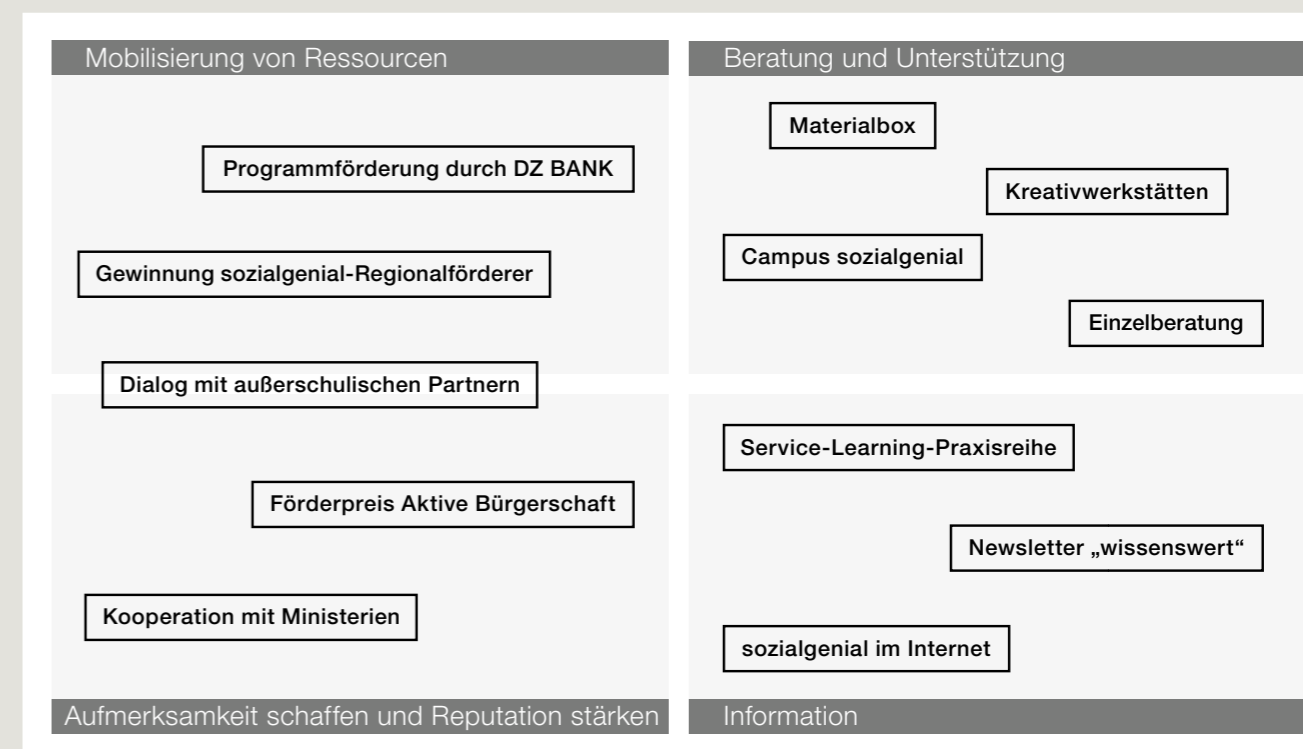 Mobilisierung von Ressourcen
Programmförderung durch DZ BANK
Gewinnung sozialgenial-Regionalförderer
Dialog mit außerschulischen Partnern
Förderpreis Aktive Bürgerschaft
Kooperation mit Ministerien
Aufmerksamkeit schaffen und Reputation stärken
Beratung und Unterstützung
Materialbox
Kreativwerkstätten
Campus sozialgenial
Einzelberatung
Service-Learning-Praxisreihe
Newsletter „wissenswert“
sozialgenial im Internet
Information